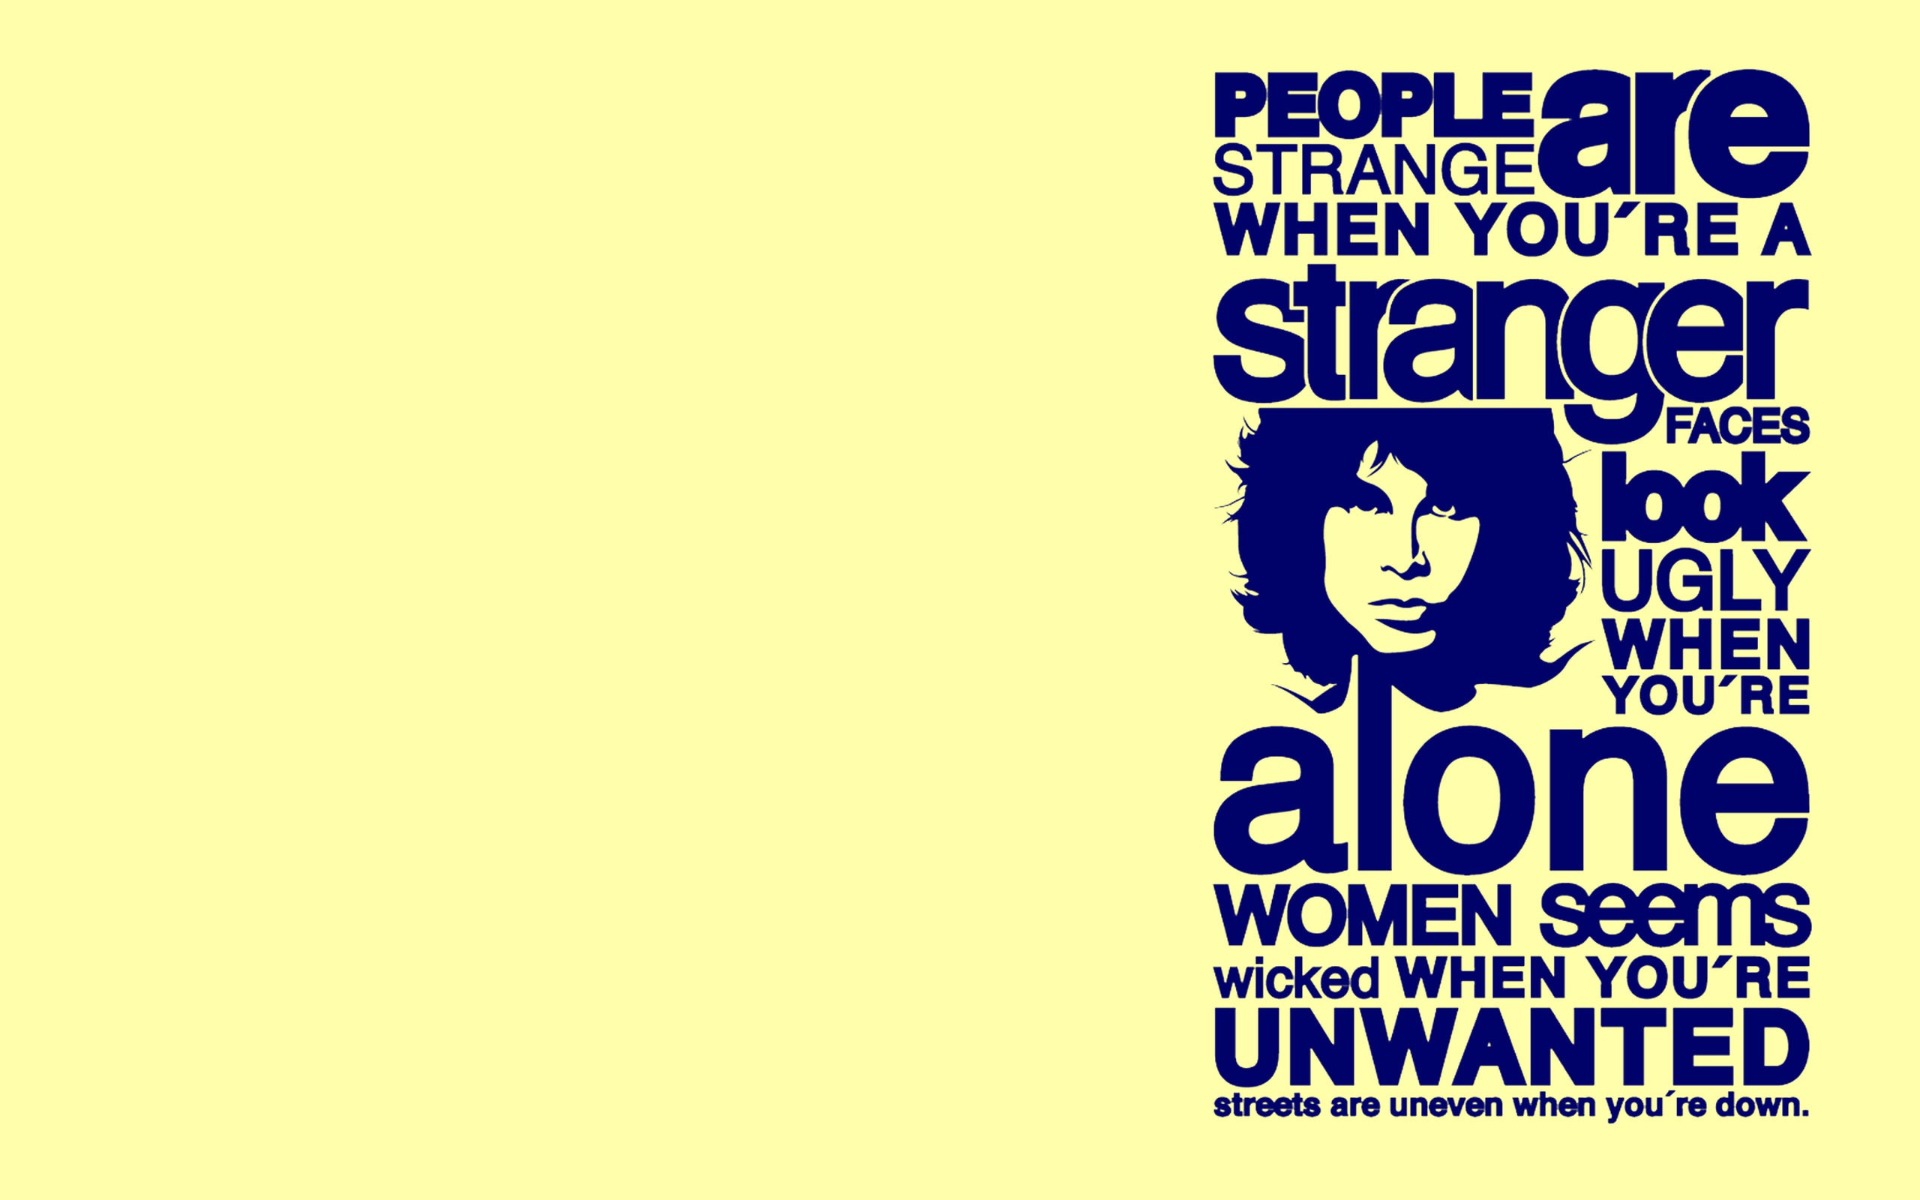 PEOPLE are
STRANGE
WHEN YOU´RE A
stranger
FACES
look
UGLY
WHEN
YOU´RE
alone
WOMEN seems
wicked WHEN YOU´RE
UNWANTED
streets are uneven when you´re down.